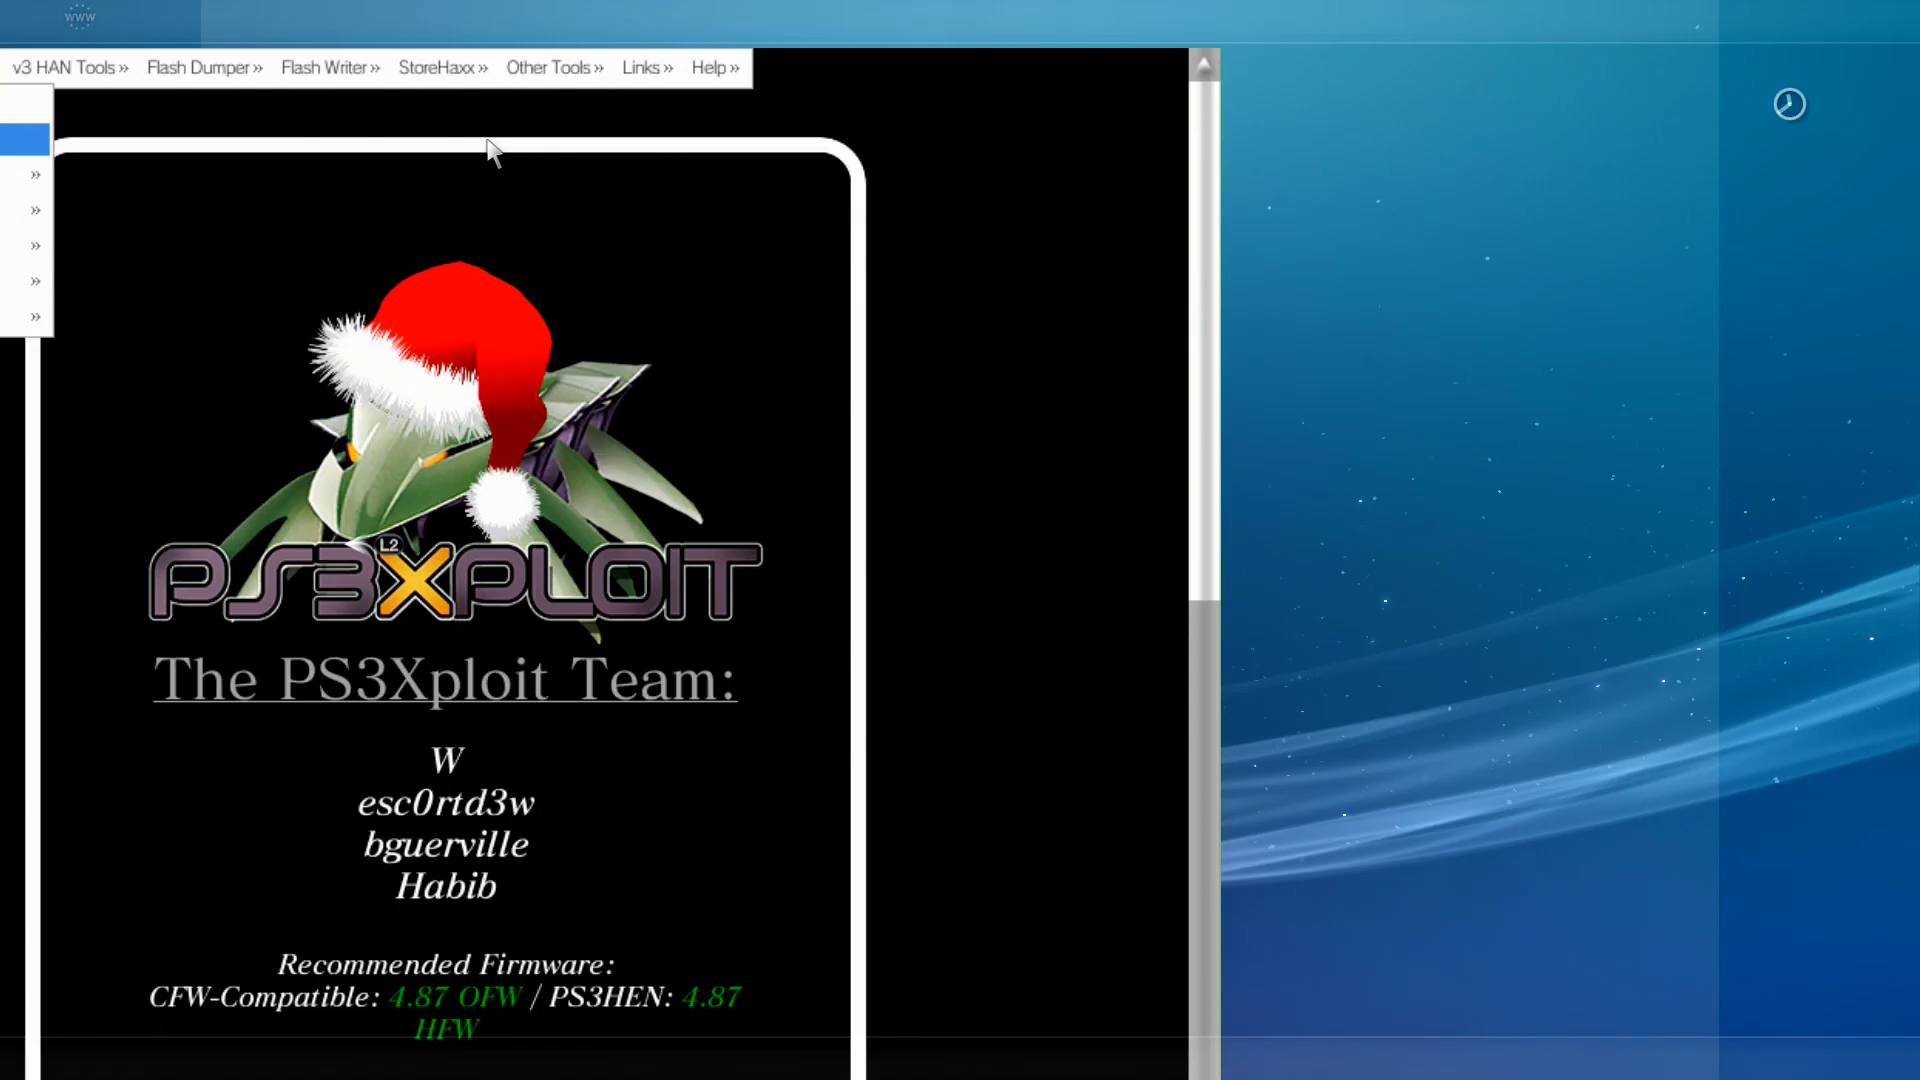 www
v3 HAN Tools » Flash Dumper » Flash Writer » StoreHaxx » Other Tools » Links » Help »
»
»
»
»
»
L2
PS3XPLOIT
The PS3Xploit Team:
W
esc0rtd3w
bguerville
Habib
Recommended Firmware:
CFW-Compatible: 4.87 OFW / PS3HEN: 4.87
HFW